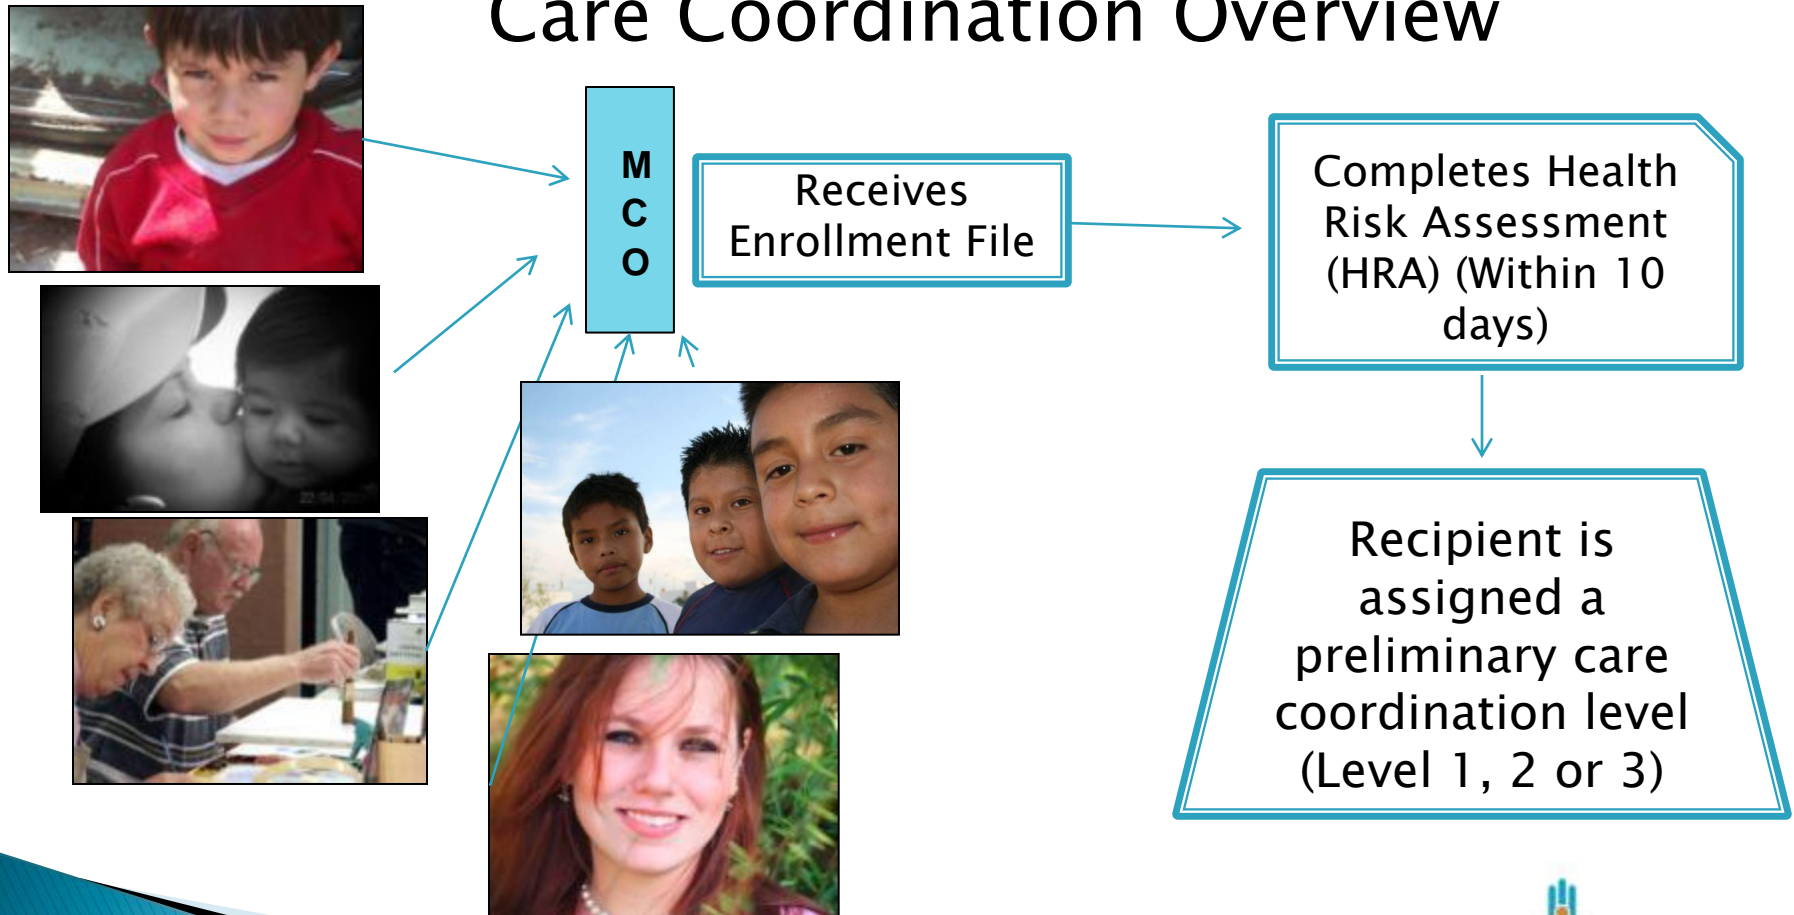 Care Coordination Overview
M
C
O
Receives
Enrollment File
Completes Health
Risk Assessment
(HRA) (Within 10
days)
Recipient is
assigned a
preliminary care
coordination level
(Level 1, 2 or 3)